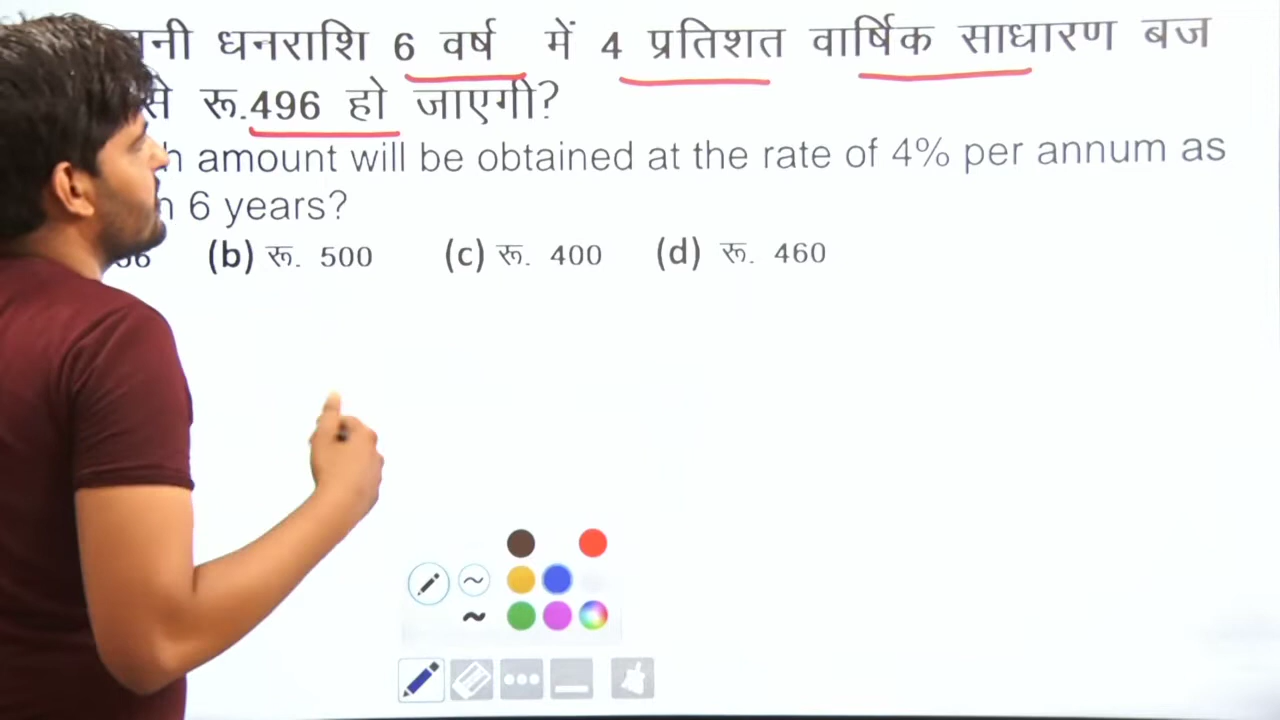 धनराशि 6 वर्ष में 4 प्रतिशत वार्षिक साधारण बज
रू.496 हो जाएगी?
amount will be obtained at the rate of 4% per annum as
6 years?
(b) रू. 500 (c) रू. 400 (d) रू. 460